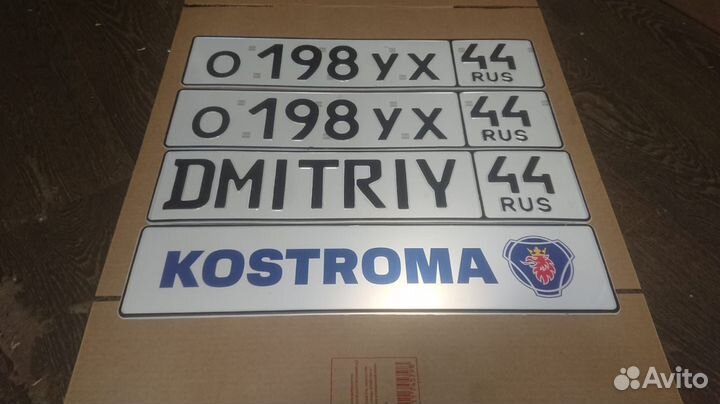 О 198 УХ 44 RUS
О 198 УХ 44 RUS
DMITRIY 44 RUS
KOSTROMA
Avito